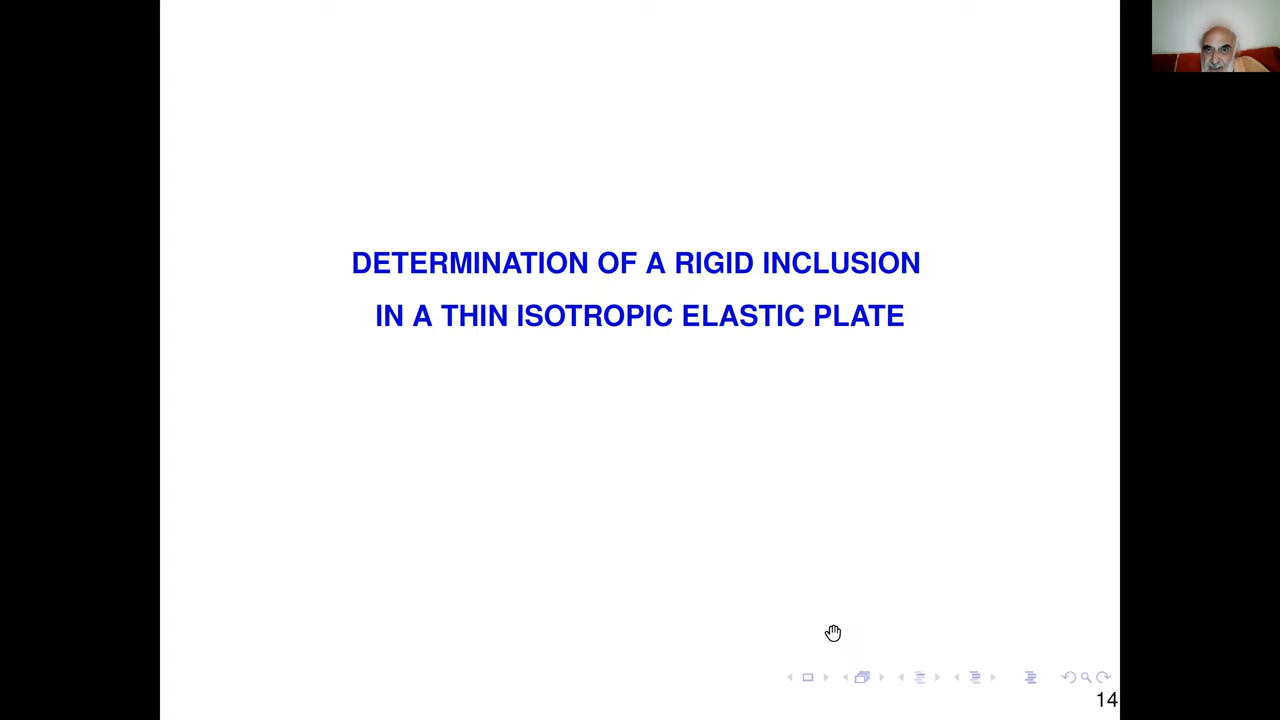 DETERMINATION OF A RIGID INCLUSION
IN A THIN ISOTROPIC ELASTIC PLATE
14